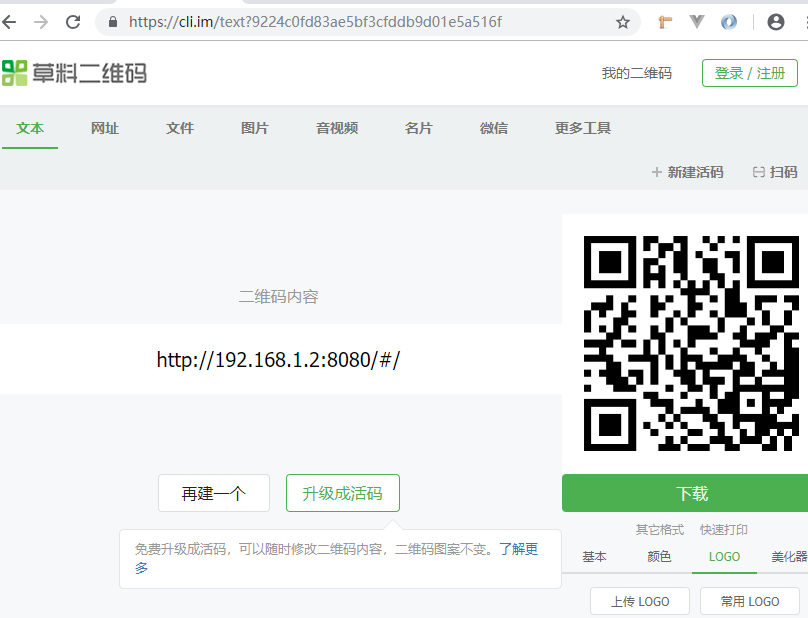 https://cli.im/text?9224c0fd83ae5bf3cfddb9d01e5a516f
草料二维码
我的二维码
登录 / 注册
文本 网址 文件 图片 音视频 名片 微信 更多工具
新建活码 扫码
二维码内容
http://192.168.1.2:8080/#/
再建一个 升级成活码
下载
其它格式 快速打印
免费升级成活码，可以随时修改二维码内容，二维码图案不变。了解更
多
基本 颜色 LOGO 美化器
上传 LOGO 常用 LOGO